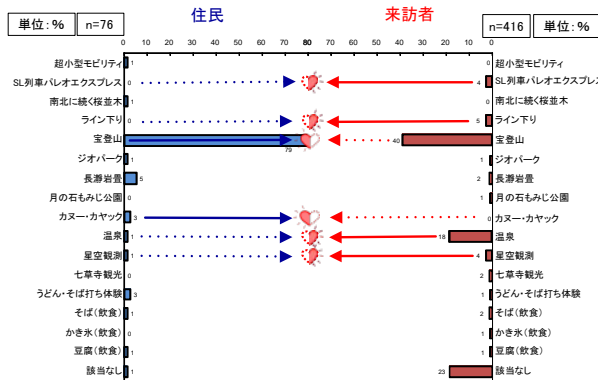 単位：％
n=76
住民
来訪者
n=416
単位：％
0 10 20 30 40 50 60 70 80 80 70 60 50 40 30 20 10 0
超小型モビリティ 1 0 超小型モビリティ
SL列車パレオエクスプレス 0 4 SL列車パレオエクスプレス
南北に続く桜並木 1 0 南北に続く桜並木
ライン下り 0 5 ライン下り
宝登山 79 40 宝登山
ジオパーク 1 1 ジオパーク
長瀞岩畳 5 2 長瀞岩畳
月の石もみじ公園 0 1 月の石もみじ公園
カヌー・カヤック 3 0 カヌー・カヤック
温泉 1 18 温泉
星空観測 1 4 星空観測
七草寺観光 0 2 七草寺観光
うどん・そば打ち体験 3 1 うどん・そば打ち体験
そば（飲食） 1 2 そば（飲食）
かき氷（飲食） 0 1 かき氷（飲食）
豆腐（飲食） 1 1 豆腐（飲食）
該当なし 1 23 該当なし